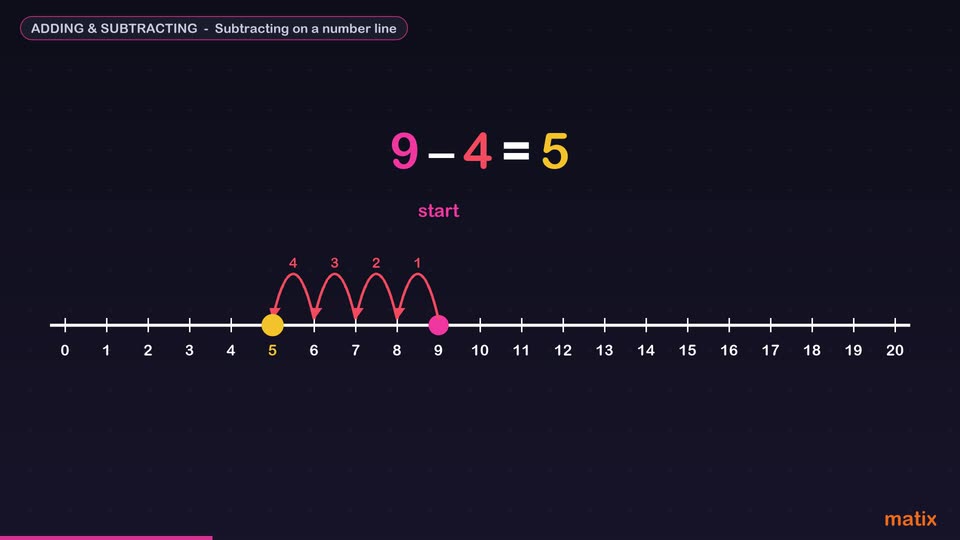 ADDING & SUBTRACTING - Subtracting on a number line
9 – 4 = 5
start
4 3 2 1
0 1 2 3 4 5 6 7 8 9 10 11 12 13 14 15 16 17 18 19 20
matix